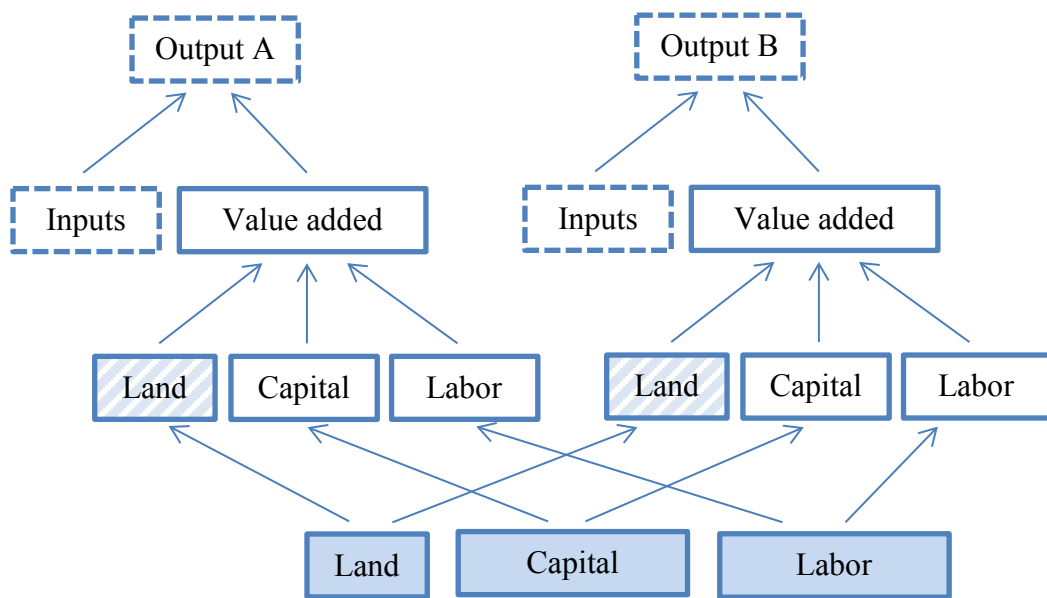 Output A
Output B
Inputs
Value added
Inputs
Value added
Land
Capital
Labor
Land
Capital
Labor
Land
Capital
Labor